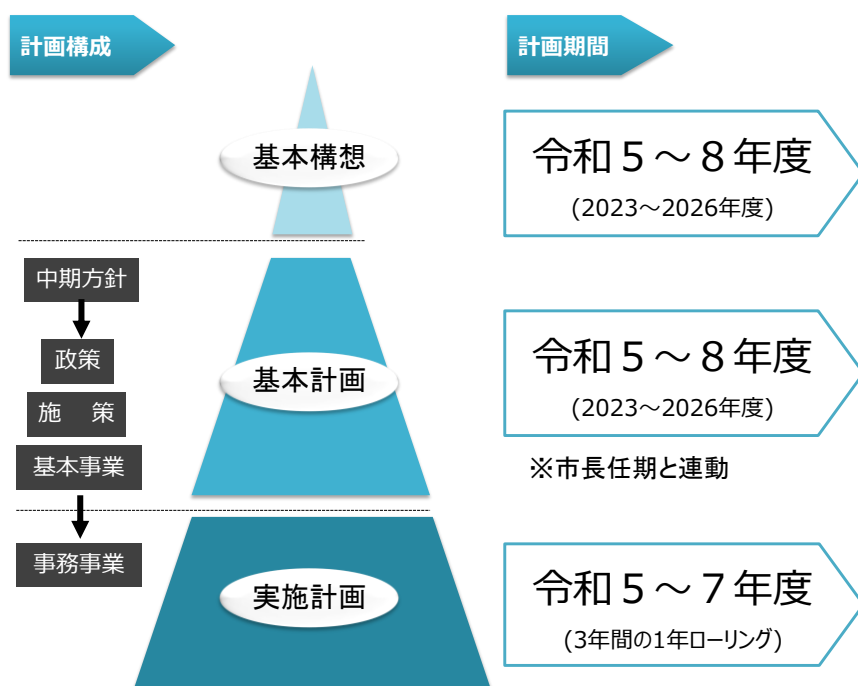 計画構成
計画期間
基本構想
令和５～８年度
(2023～2026年度)
中期方針
政策
施　策
基本事業
基本計画
令和５～８年度
(2023～2026年度)
※市長任期と連動
事務事業
実施計画
令和５～７年度
(3年間の1年ローリング)